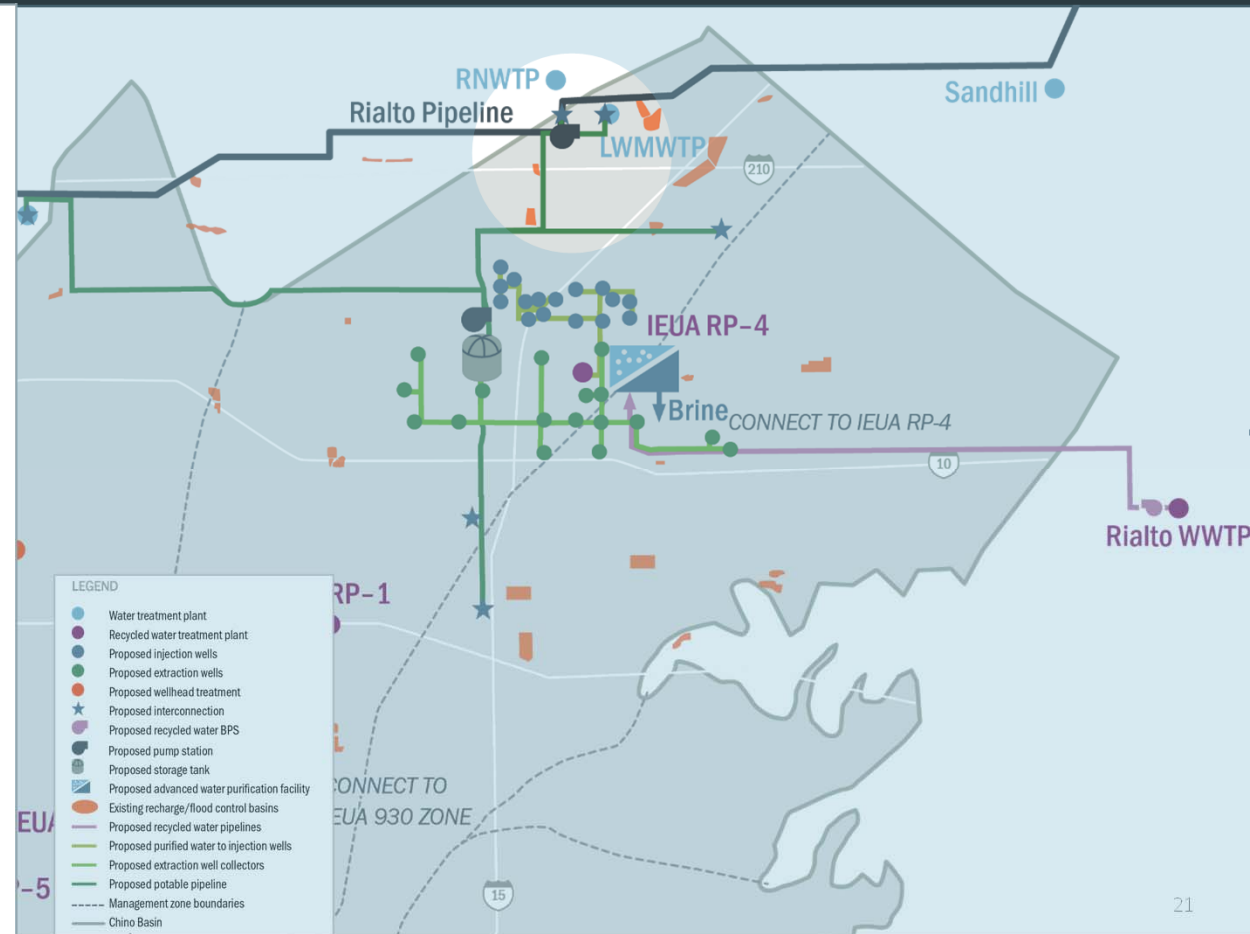 RNWTP
Rialto Pipeline
Sandhill
LWMWTP
210
IEUA RP-4
Brine
CONNECT TO IEUA RP-4
10
Rialto WWTP
RP-1
LEGEND
Water treatment plant
Recycled water treatment plant
Proposed injection wells
Proposed extraction wells
Proposed wellhead treatment
Proposed interconnection
Proposed recycled water BPS
Proposed pump station
Proposed storage tank
Proposed advanced water purification facility
Existing recharge/flood control basins
Proposed recycled water pipelines
Proposed purified water to injection wells
Proposed extraction well collectors
Proposed potable pipeline
Management zone boundaries
Chino Basin
CONNECT TO
EUA 930 ZONE
EUA
-5
15
21